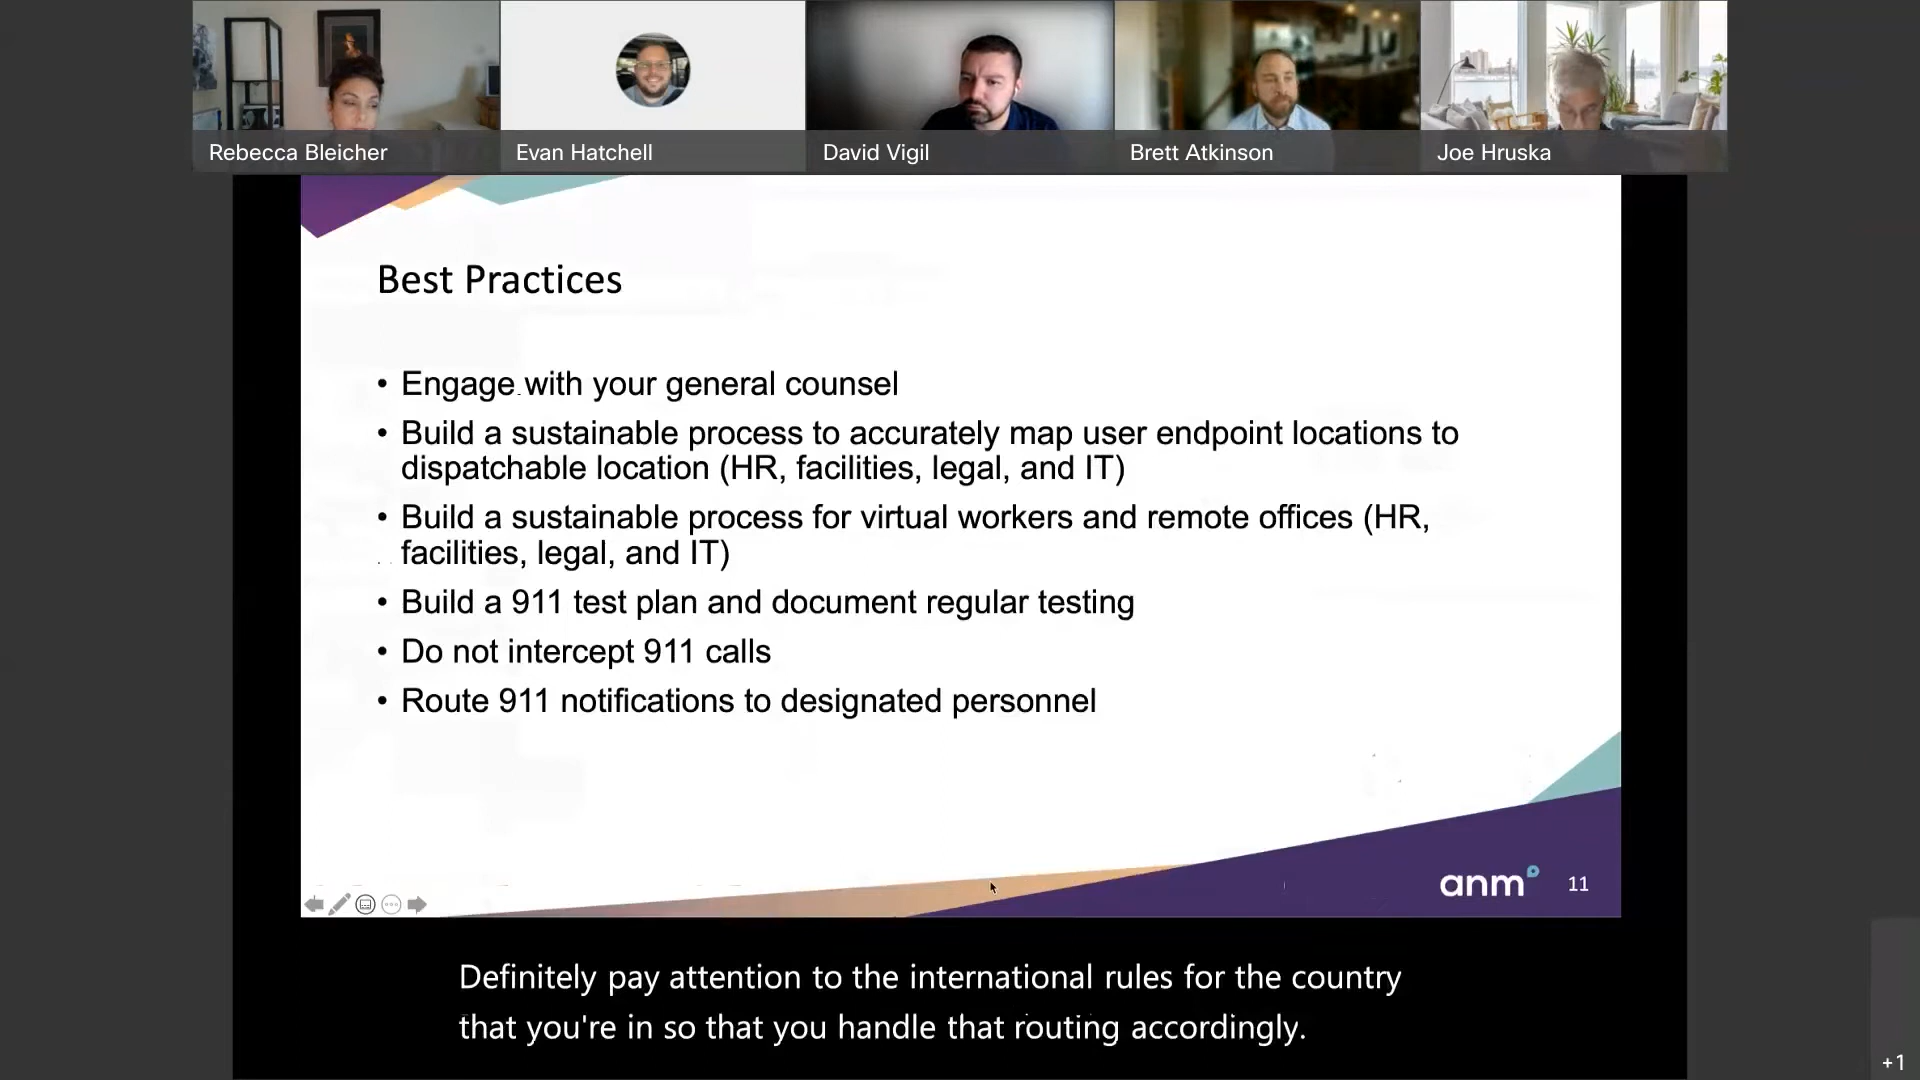 Rebecca Bleicher
Evan Hatchell
David Vigil
Brett Atkinson
Joe Hruska
Best Practices
• Engage with your general counsel
• Build a sustainable process to accurately map user endpoint locations to
dispatchable location (HR, facilities, legal, and IT)
• Build a sustainable process for virtual workers and remote offices (HR,
facilities, legal, and IT)
• Build a 911 test plan and document regular testing
• Do not intercept 911 calls
• Route 911 notifications to designated personnel
anm
11
Definitely pay attention to the international rules for the country
that you're in so that you handle that routing accordingly.
+1